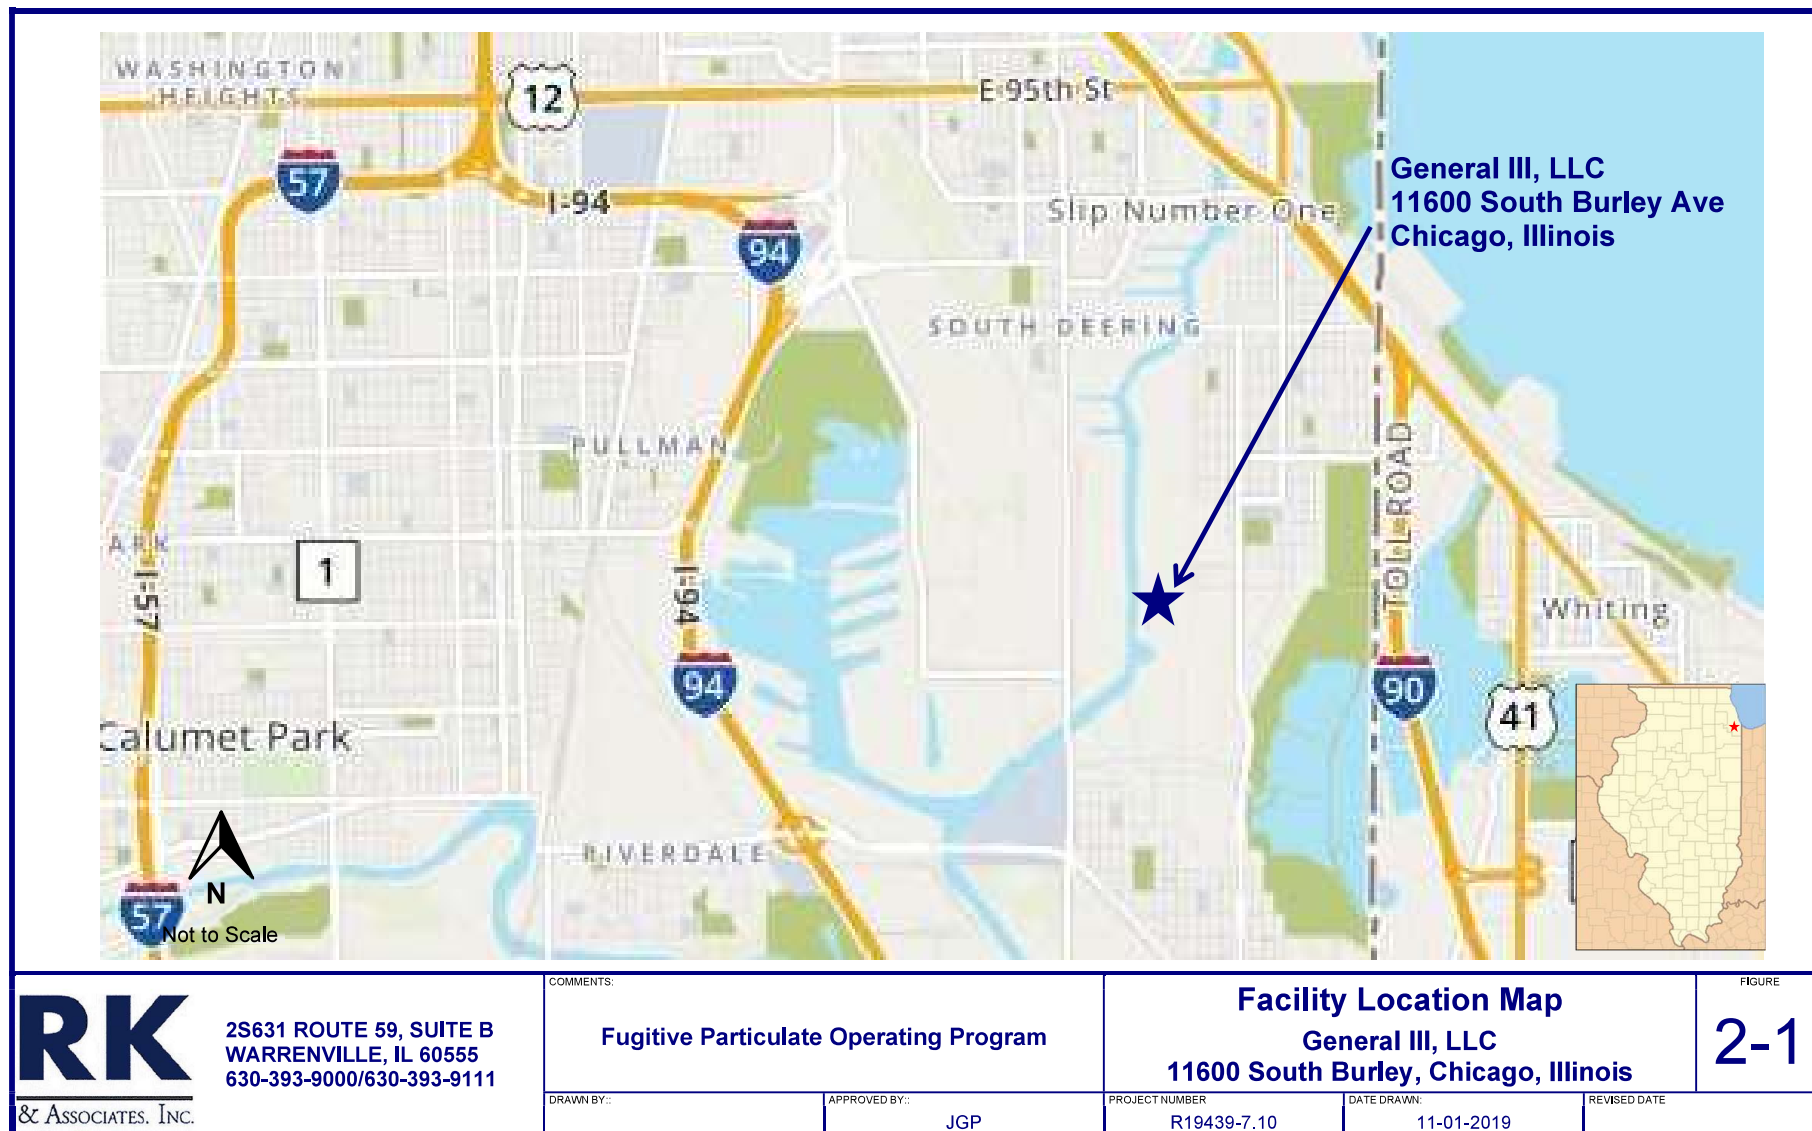 WASHINGTON
HEIGHTS
12
E 95th St
57
I-94
94
Slip Number One
General III, LLC
11600 South Burley Ave
Chicago, Illinois
SOUTH DEERING
PULLMAN
TOLL ROAD
ARK
1
I-57
I-94
Whiting
94
90
41
Calumet Park
RIVERDALE
N
57
Not to Scale
RK
& ASSOCIATES, INC.
2S631 ROUTE 59, SUITE B
WARRENVILLE, IL 60555
630-393-9000/630-393-9111
COMMENTS:
Fugitive Particulate Operating Program
Facility Location Map
General III, LLC
11600 South Burley, Chicago, Illinois
FIGURE
2-1
DRAWN BY::
APPROVED BY::
JGP
PROJECT NUMBER
R19439-7.10
DATE DRAWN:
11-01-2019
REVISED DATE